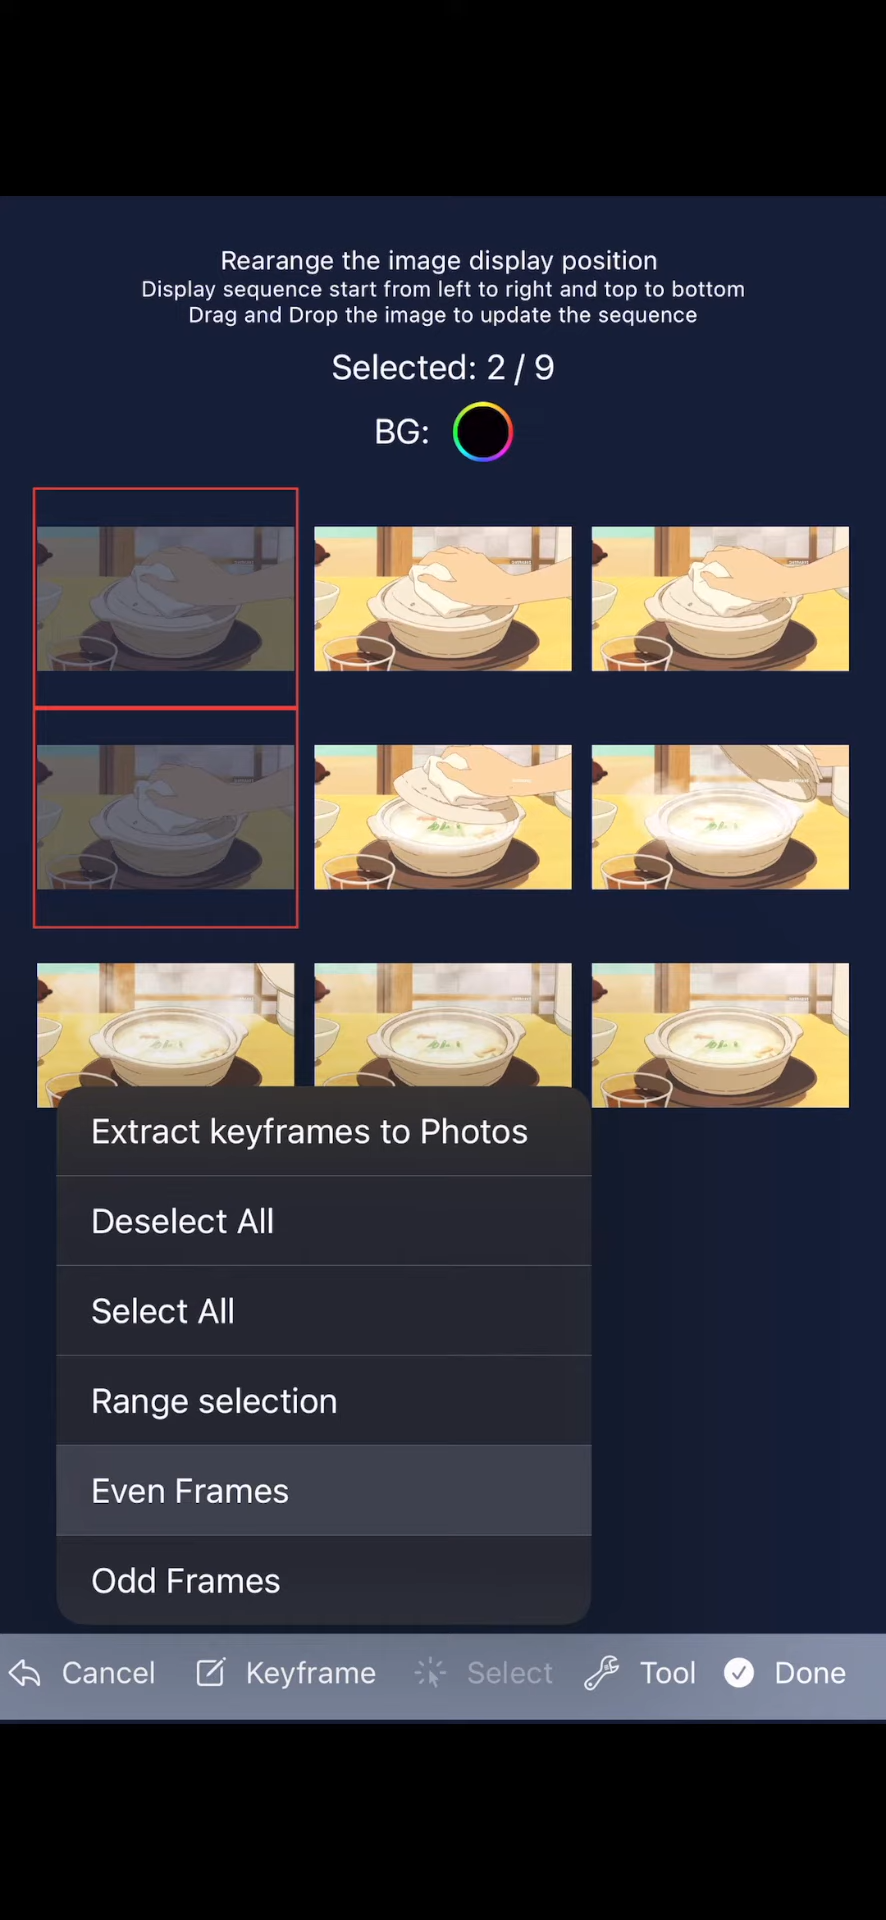 Rearange the image display position
Display sequence start from left to right and top to bottom
Drag and Drop the image to update the sequence
Selected: 2 / 9
BG:
Extract keyframes to Photos
Deselect All
Select All
Range selection
Even Frames
Odd Frames
Cancel Keyframe Select Tool Done